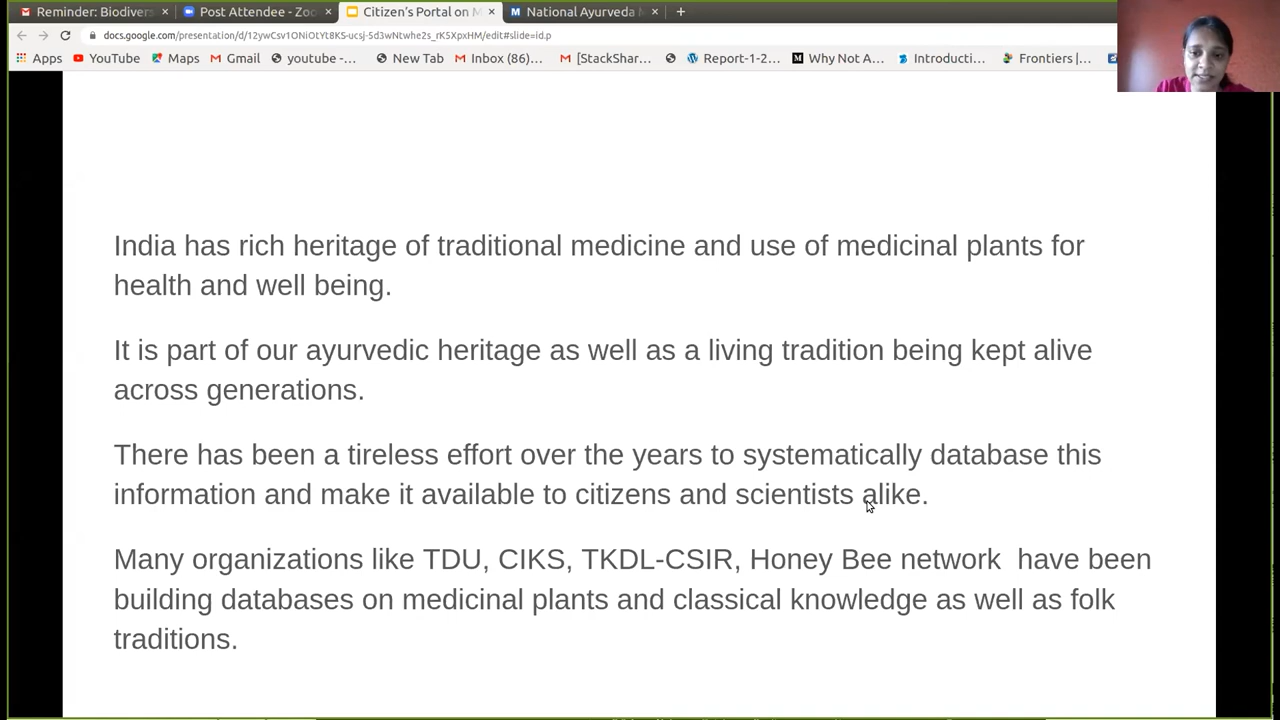 Reminder: Biodivers
Post Attendee - Zoo
Citizen's Portal on M
National Ayurveda M
docs.google.com/presentation/d/12ywCsv1ONiOtYt8KS-ucsj-5d3wNtwhe2s_rK5XpxHM/edit#slide=id.p
Apps YouTube Maps Gmail youtube -... New Tab Inbox (86)... [StackShar... Report-1-2... Why Not A... Introducti... Frontiers |...
India has rich heritage of traditional medicine and use of medicinal plants for
health and well being.
It is part of our ayurvedic heritage as well as a living tradition being kept alive
across generations.
There has been a tireless effort over the years to systematically database this
information and make it available to citizens and scientists alike.
Many organizations like TDU, CIKS, TKDL-CSIR, Honey Bee network have been
building databases on medicinal plants and classical knowledge as well as folk
traditions.